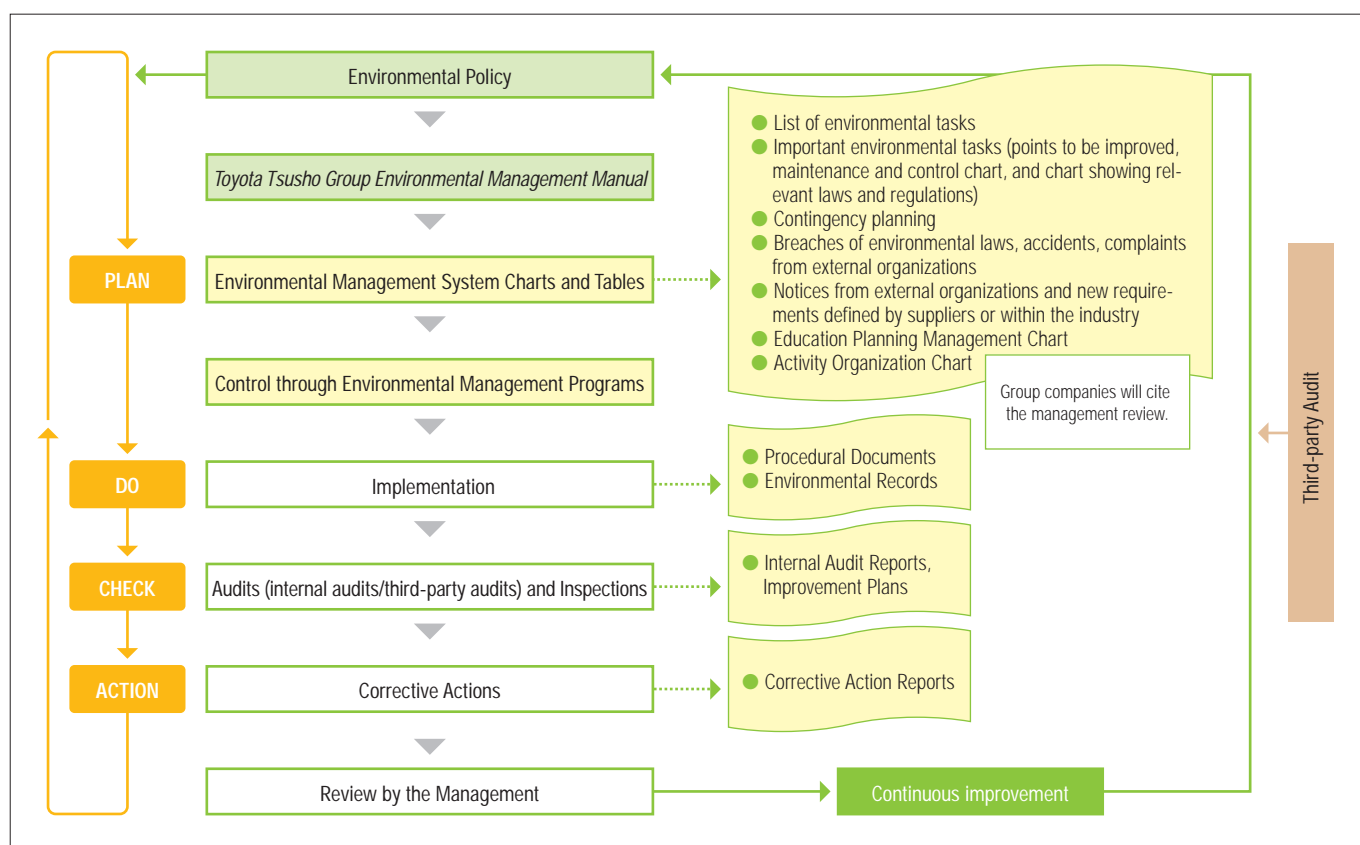 Environmental Policy
Toyota Tsusho Group Environmental Management Manual
PLAN
Environmental Management System Charts and Tables
● List of environmental tasks
● Important environmental tasks (points to be improved,
maintenance and control chart, and chart showing rel-
evant laws and regulations)
● Contingency planning
● Breaches of environmental laws, accidents, complaints
from external organizations
● Notices from external organizations and new require-
ments defined by suppliers or within the industry
● Education Planning Management Chart
● Activity Organization Chart
Group companies will cite
the management review.
Control through Environmental Management Programs
DO
Implementation
● Procedural Documents
● Environmental Records
CHECK
Audits (internal audits/third-party audits) and Inspections
● Internal Audit Reports,
Improvement Plans
ACTION
Corrective Actions
● Corrective Action Reports
Review by the Management
Continuous improvement
Third-party Audit